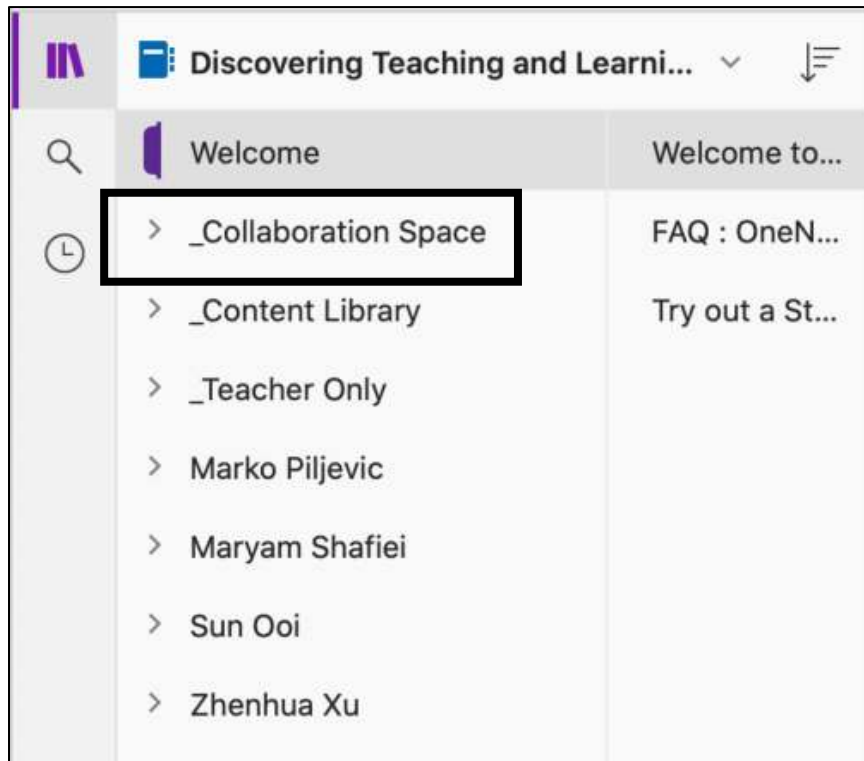 Discovering Teaching and Learni...
Welcome
_Collaboration Space
_Content Library
_Teacher Only
Marko Piljevic
Maryam Shafiei
Sun Ooi
Zhenhua Xu
Welcome to...
FAQ : OneN...
Try out a St...